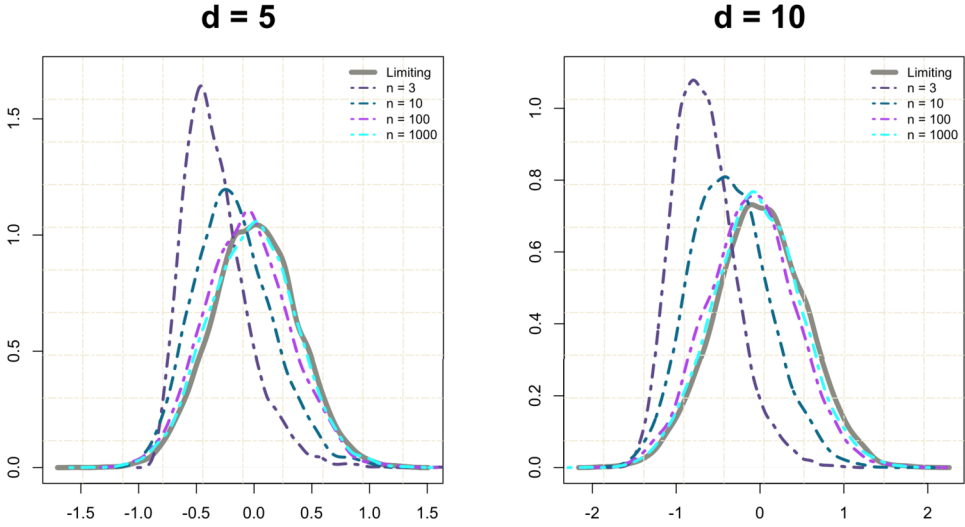 d = 5
d = 10
Limiting
n = 3
n = 10
n = 100
n = 1000
1.5
1.0
0.5
0.0
-1.5 -1.0 -0.5 0.0 0.5 1.0 1.5
Limiting
n = 3
n = 10
n = 100
n = 1000
1.0
0.8
0.6
0.4
0.2
0.0
-2 -1 0 1 2